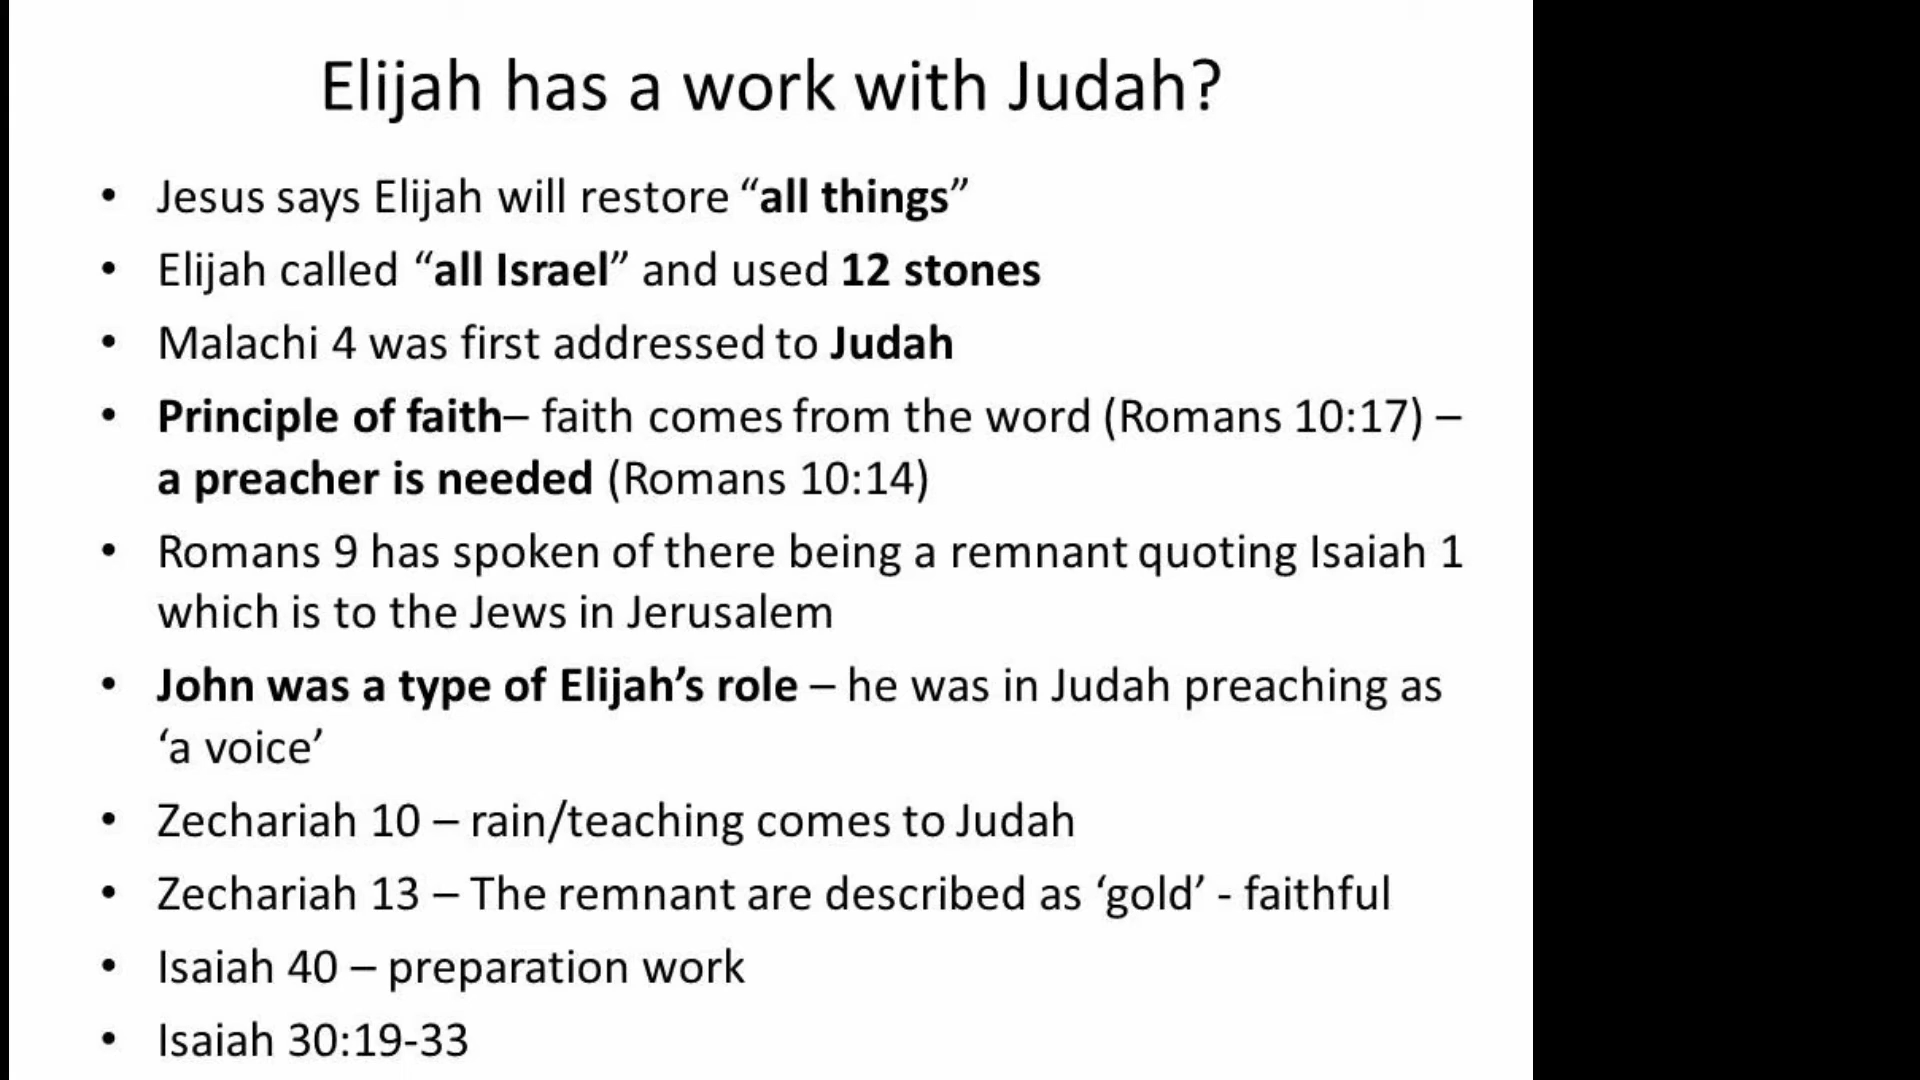 Elijah has a work with Judah?
• Jesus says Elijah will restore “all things”
• Elijah called “all Israel” and used 12 stones
• Malachi 4 was first addressed to Judah
• Principle of faith– faith comes from the word (Romans 10:17) –
a preacher is needed (Romans 10:14)
• Romans 9 has spoken of there being a remnant quoting Isaiah 1
which is to the Jews in Jerusalem
• John was a type of Elijah’s role – he was in Judah preaching as
‘a voice’
• Zechariah 10 – rain/teaching comes to Judah
• Zechariah 13 – The remnant are described as ‘gold’ - faithful
• Isaiah 40 – preparation work
• Isaiah 30:19-33